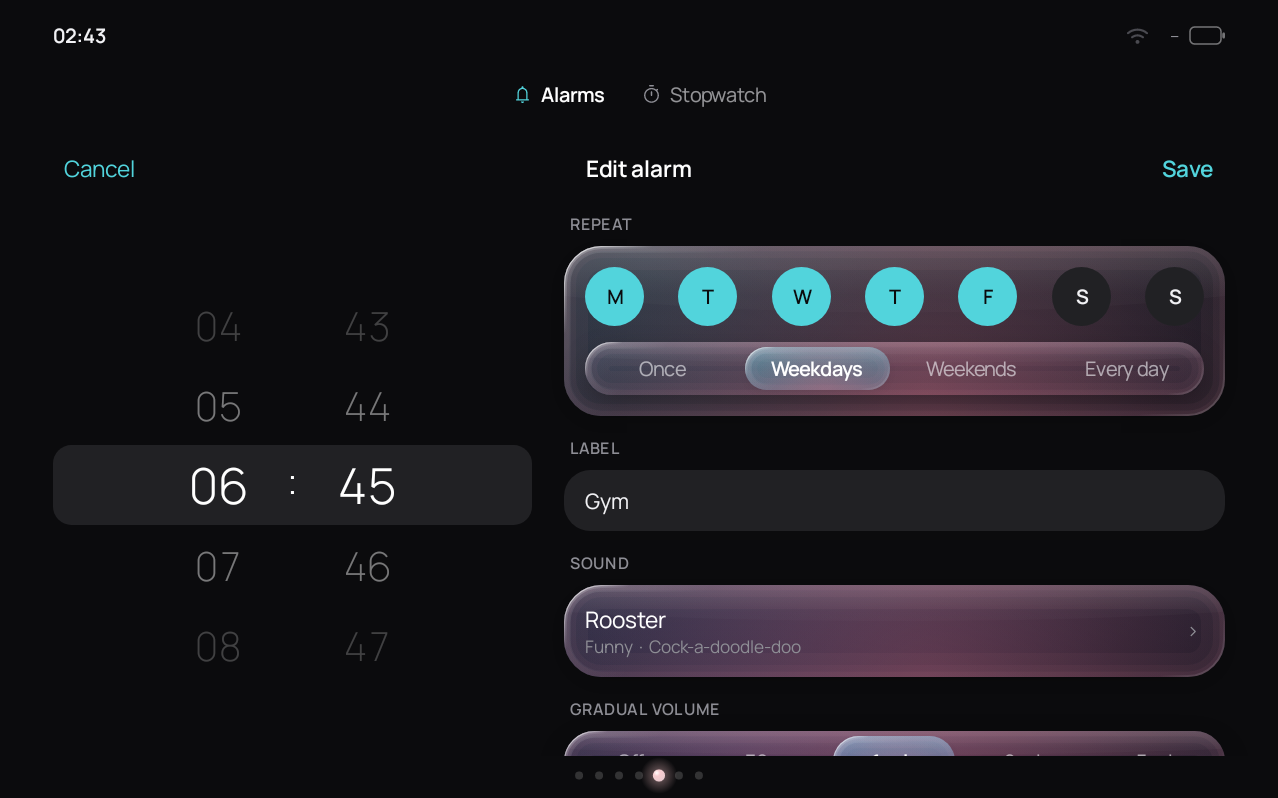 02:43
–
Alarms Stopwatch
Cancel
Edit alarm
Save
04 43
05 44
06 : 45
07 46
08 47
REPEAT
M T W T F S S
Once Weekdays Weekends Every day
LABEL
Gym
SOUND
Rooster
Funny · Cock-a-doodle-doo
GRADUAL VOLUME